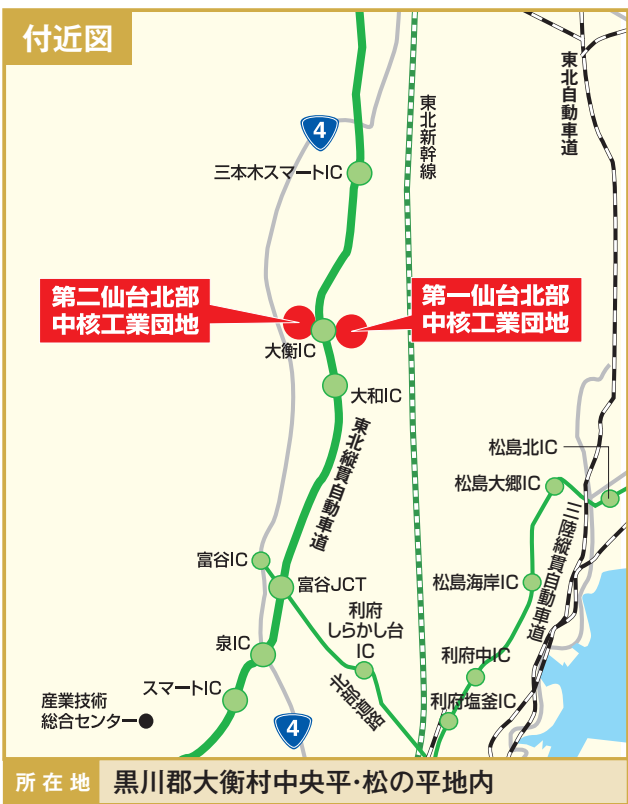 付近図
4
三本木スマートIC
東北新幹線
東北自動車道
第二仙台北部
中核工業団地
第一仙台北部
中核工業団地
大衡IC
大和IC
東北縦貫自動車道
松島北IC
松島大郷IC
三陸縦貫自動車道
富谷IC
富谷JCT
松島海岸IC
利府
しらかし台
IC
泉IC
利府中IC
スマートIC
北部道路
利府塩釜IC
産業技術
総合センター
4
所在地 黒川郡大衡村中央平・松の平地内